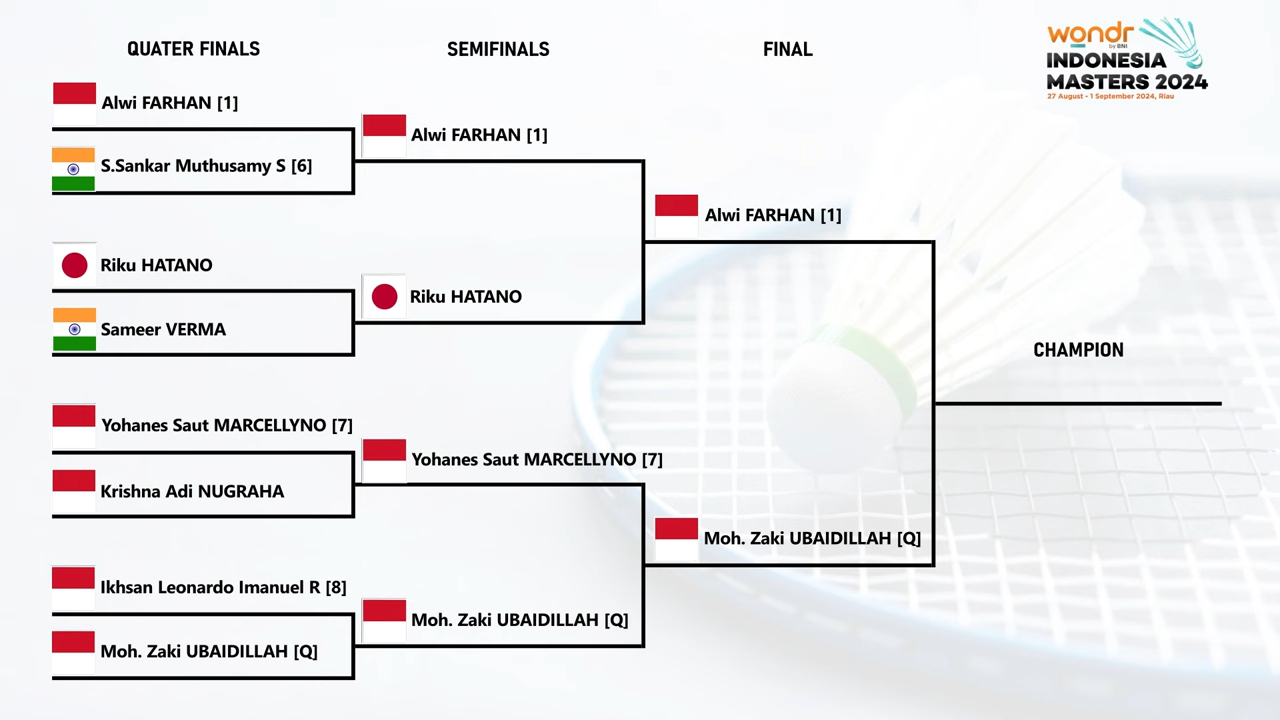 QUATER FINALS
SEMIFINALS
FINAL
wondr
by BNI
INDONESIA
MASTERS 2024
27 August - 1 September 2024, Riau
Alwi FARHAN [1]
S.Sankar Muthusamy S [6]
Riku HATANO
Sameer VERMA
Yohanes Saut MARCELLYNO [7]
Krishna Adi NUGRAHA
Ikhsan Leonardo Imanuel R [8]
Moh. Zaki UBAIDILLAH [Q]
Alwi FARHAN [1]
Riku HATANO
Yohanes Saut MARCELLYNO [7]
Moh. Zaki UBAIDILLAH [Q]
Alwi FARHAN [1]
Moh. Zaki UBAIDILLAH [Q]
CHAMPION